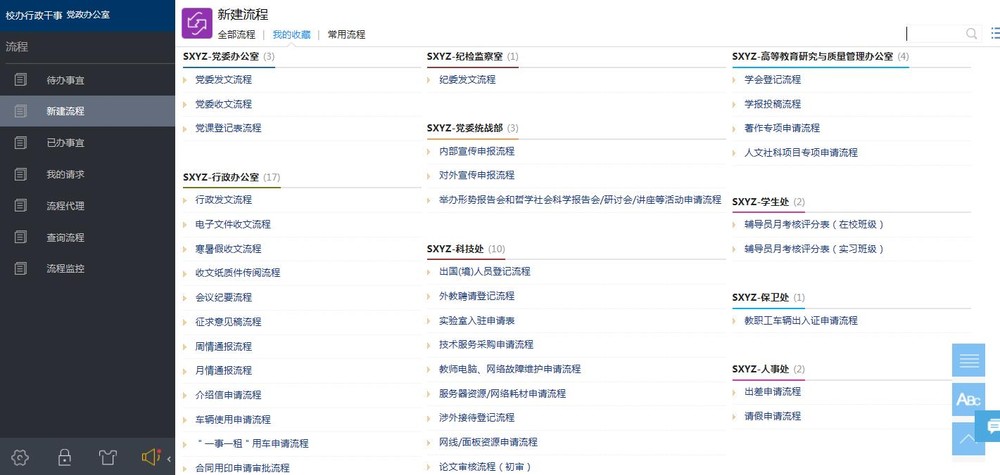 校办行政干事 党政办公室
流程
待办事宜
新建流程
已办事宜
我的请求
流程代理
查询流程
流程监控
新建流程
全部流程 | 我的收藏 | 常用流程
SXYZ-党委办公室 (3)
党委发文流程
党委收文流程
党课登记表流程
SXYZ-行政办公室 (17)
行政发文流程
电子文件收文流程
寒暑假收文流程
收文纸质件传阅流程
会议纪要流程
征求意见稿流程
周情通报流程
月情通报流程
介绍信申请流程
车辆使用申请流程
＂一事一租＂用车申请流程
合同用印申请审批流程
SXYZ-纪检监察室 (1)
纪委发文流程
SXYZ-党委统战部 (3)
内部宣传申报流程
对外宣传申报流程
举办形势报告会和哲学社会科学报告会/研讨会/讲座等活动申请流程
SXYZ-科技处 (10)
出国(境)人员登记流程
外教聘请登记流程
实验室入驻申请表
技术服务采购申请流程
教师电脑、网络故障维护申请流程
服务器资源/网络耗材申请流程
涉外接待登记流程
网线/面板资源申请流程
论文审核流程（初审）
SXYZ-高等教育研究与质量管理办公室 (4)
学会登记流程
学报投稿流程
著作专项申请流程
人文社科项目专项申请流程
SXYZ-学生处 (2)
辅导员月考核评分表（在校班级）
辅导员月考核评分表（实习班级）
SXYZ-保卫处 (1)
教职工车辆出入证申请流程
SXYZ-人事处 (2)
出差申请流程
请假申请流程
ABC